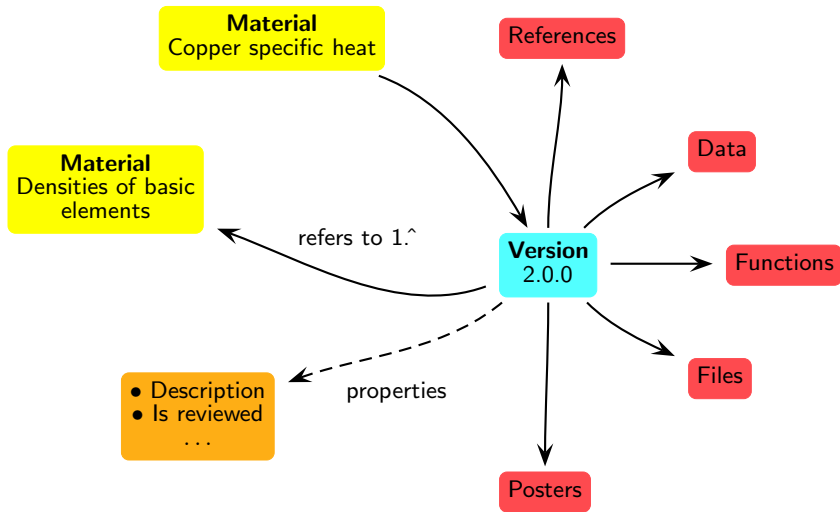 Material
Copper specific heat
References
Data
Material
Densities of basic
elements
refers to 1.^
Version
2.0.0
Functions
Files
• Description
• Is reviewed
. . .
properties
Posters